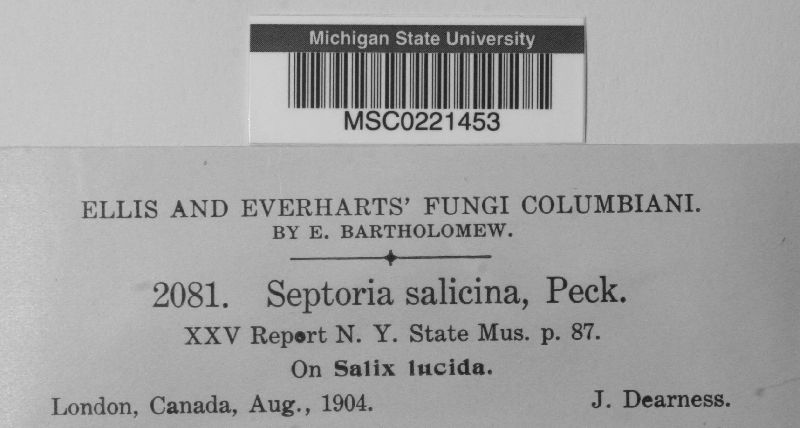 Michigan State University
MSC0221453
ELLIS AND EVERHARTS' FUNGI COLUMBIANI.
BY E. BARTHOLOMEW.
2081. Septoria salicina, Peck.
XXV Report N. Y. State Mus. p. 87.
On Salix lucida.
London, Canada, Aug., 1904. J. Dearness.